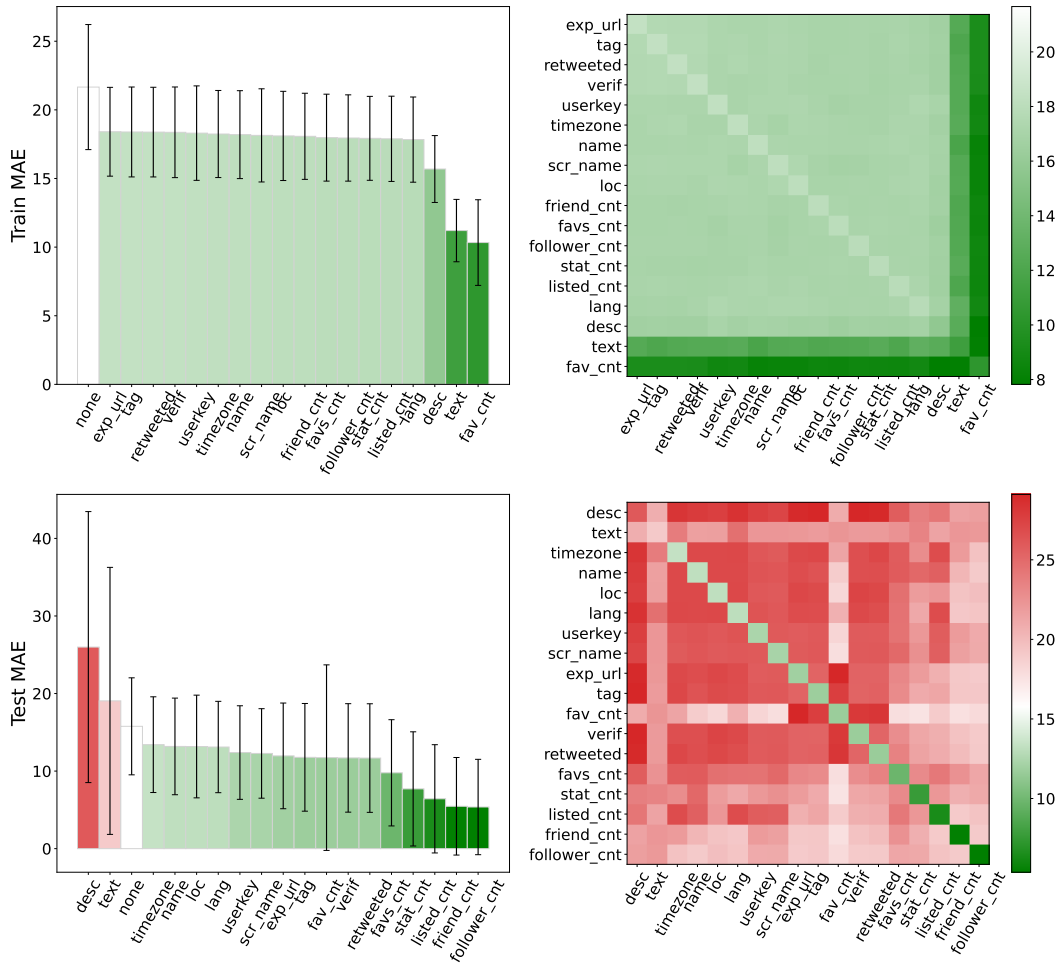 Train MAE
25
20
15
10
5
0
none
exp_url
tag
retweeted
verif
userkey
timezone
name
scr_name
loc
friend_cnt
favs_cnt
follower_cnt
stat_cnt
listed_cnt
lang
desc
text
fav_cnt
exp_url
tag
retweeted
verif
userkey
timezone
name
scr_name
loc
friend_cnt
favs_cnt
follower_cnt
stat_cnt
listed_cnt
lang
desc
text
fav_cnt
exp_url
tag
retweeted
verif
userkey
timezone
name
scr_name
loc
friend_cnt
favs_cnt
follower_cnt
stat_cnt
listed_cnt
lang
desc
text
fav_cnt
20
18
16
14
12
10
8
Test MAE
40
30
20
10
0
desc
text
none
timezone
name
loc
lang
userkey
scr_name
exp_url
tag
fav_cnt
verif
retweeted
favs_cnt
stat_cnt
listed_cnt
friend_cnt
follower_cnt
desc
text
timezone
name
loc
lang
userkey
scr_name
exp_url
tag
fav_cnt
verif
retweeted
favs_cnt
stat_cnt
listed_cnt
friend_cnt
follower_cnt
desc
text
timezone
name
loc
lang
userkey
scr_name
exp_url
tag
fav_cnt
verif
retweeted
favs_cnt
stat_cnt
listed_cnt
friend_cnt
follower_cnt
25
20
15
10